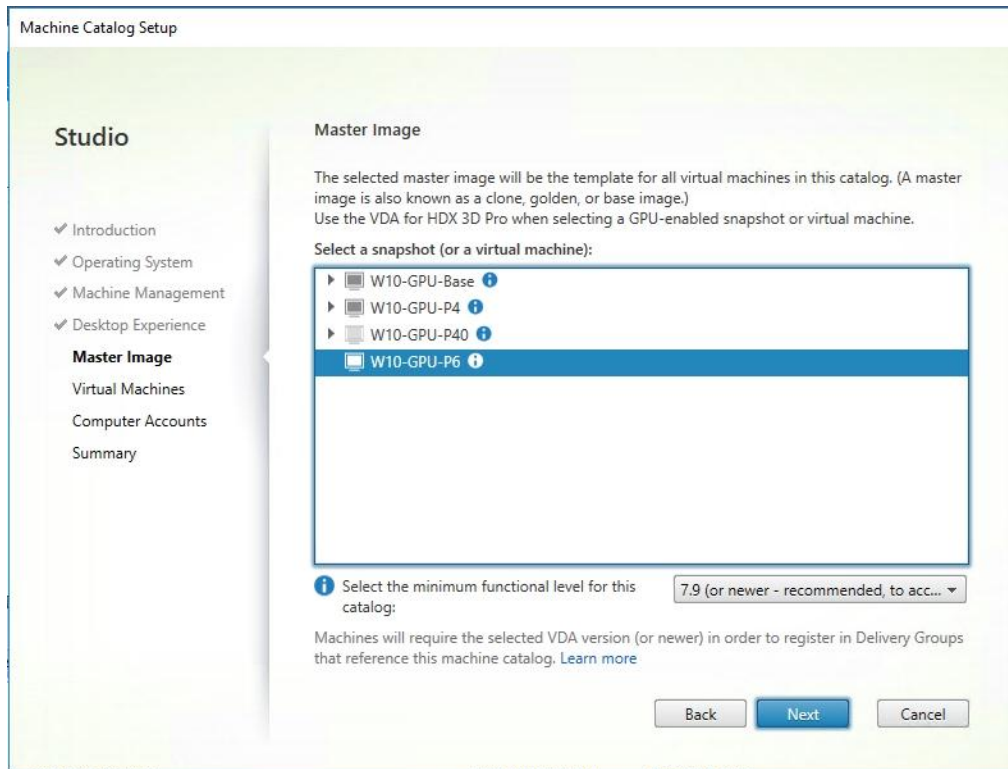 Machine Catalog Setup
Studio
Introduction
Operating System
Machine Management
Desktop Experience
Master Image
Virtual Machines
Computer Accounts
Summary
Master Image
The selected master image will be the template for all virtual machines in this catalog. (A master
image is also known as a clone, golden, or base image.)
Use the VDA for HDX 3D Pro when selecting a GPU-enabled snapshot or virtual machine.
Select a snapshot (or a virtual machine):
W10-GPU-Base
W10-GPU-P4
W10-GPU-P40
W10-GPU-P6
Select the minimum functional level for this
catalog:
7.9 (or newer - recommended, to acc...
Machines will require the selected VDA version (or newer) in order to register in Delivery Groups
that reference this machine catalog. Learn more
Back
Next
Cancel